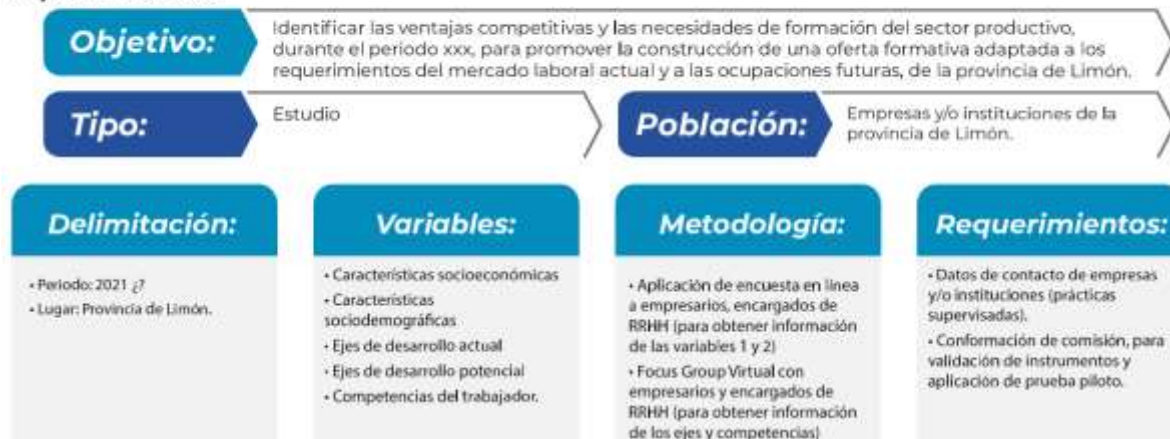 Objetivo:
Identificar las ventajas competitivas y las necesidades de formación del sector productivo,
durante el periodo xxx, para promover la construcción de una oferta formativa adaptada a los
requerimientos del mercado laboral actual y a las ocupaciones futuras, de la provincia de Limón.
Tipo:
Estudio
Población:
Empresas y/o instituciones de la
provincia de Limón.
Delimitación:
• Periodo: 2021 ¿?
• Lugar: Provincia de Limón.
Variables:
• Características socioeconómicas
• Características
sociodemográficas
• Ejes de desarrollo actual
• Ejes de desarrollo potencial
• Competencias del trabajador.
Metodología:
• Aplicación de encuesta en línea
a empresarios, encargados de
RRHH (para obtener información
de las variables 1 y 2)
• Focus Group Virtual con
empresarios y encargados de
RRHH (para obtener información
de los ejes y competencias)
Requerimientos:
• Datos de contacto de empresas
y/o instituciones (prácticas
supervisadas).
• Conformación de comisión, para
validación de instrumentos y
aplicación de prueba piloto.